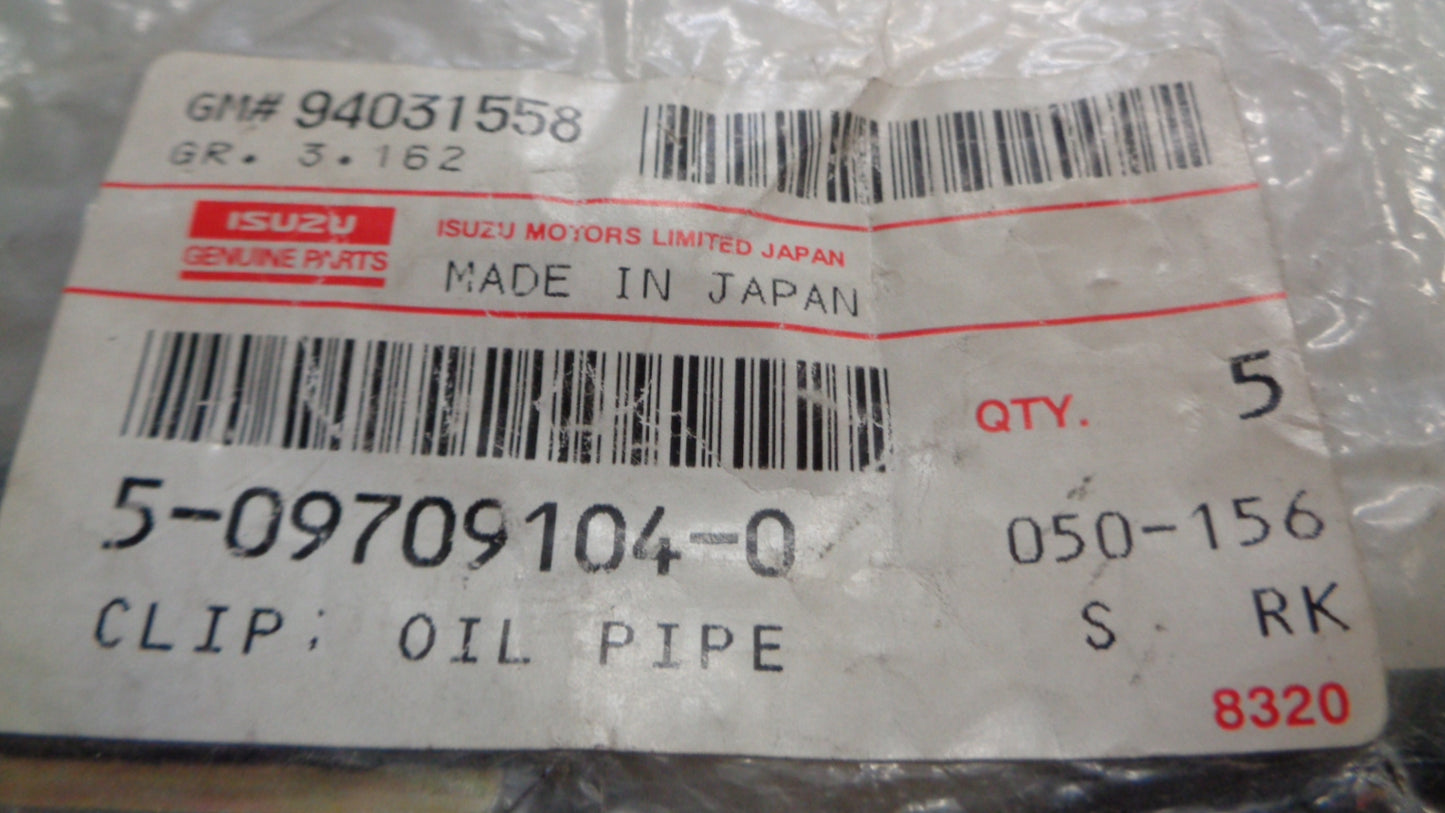 GM# 94031558
GR. 3.162
ISUZU
GENUINE PARTS
ISUZU MOTORS LIMITED JAPAN
MADE IN JAPAN
QTY. 5
5-09709104-0
050-156
CLIP; OIL PIPE
S RK
8320